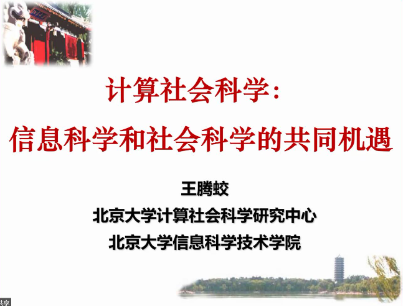 计算社会科学：
信息科学和社会科学的共同机遇
王腾蛟
北京大学计算社会科学研究中心
北京大学信息科学技术学院